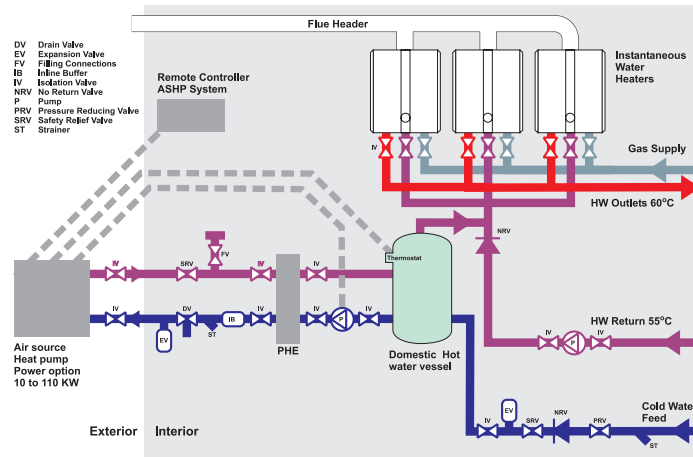 Flue Header
DV Drain Valve
EV Expansion Valve
FV Filling Connections
IB Inline Buffer
IV Isolation Valve
NRV No Return Valve
P Pump
PRV Pressure Reducing Valve
SRV Safety Relief Valve
ST Strainer
Remote Controller
ASHP System
Instantaneous
Water
Heaters
IV
Gas Supply
HW Outlets 60°C
NRV
FV
Thermostat
IV
SRV
IV
IV
IV
DV
IB
IV
IV
P
IV
ST
EV
PHE
HW Return 55°C
IV
P
IV
Air source
Heat pump
Power option
10 to 110 KW
Domestic Hot
water vessel
Cold Water
Feed
EV
IV
SRV
NRV
PRV
ST
Exterior
Interior